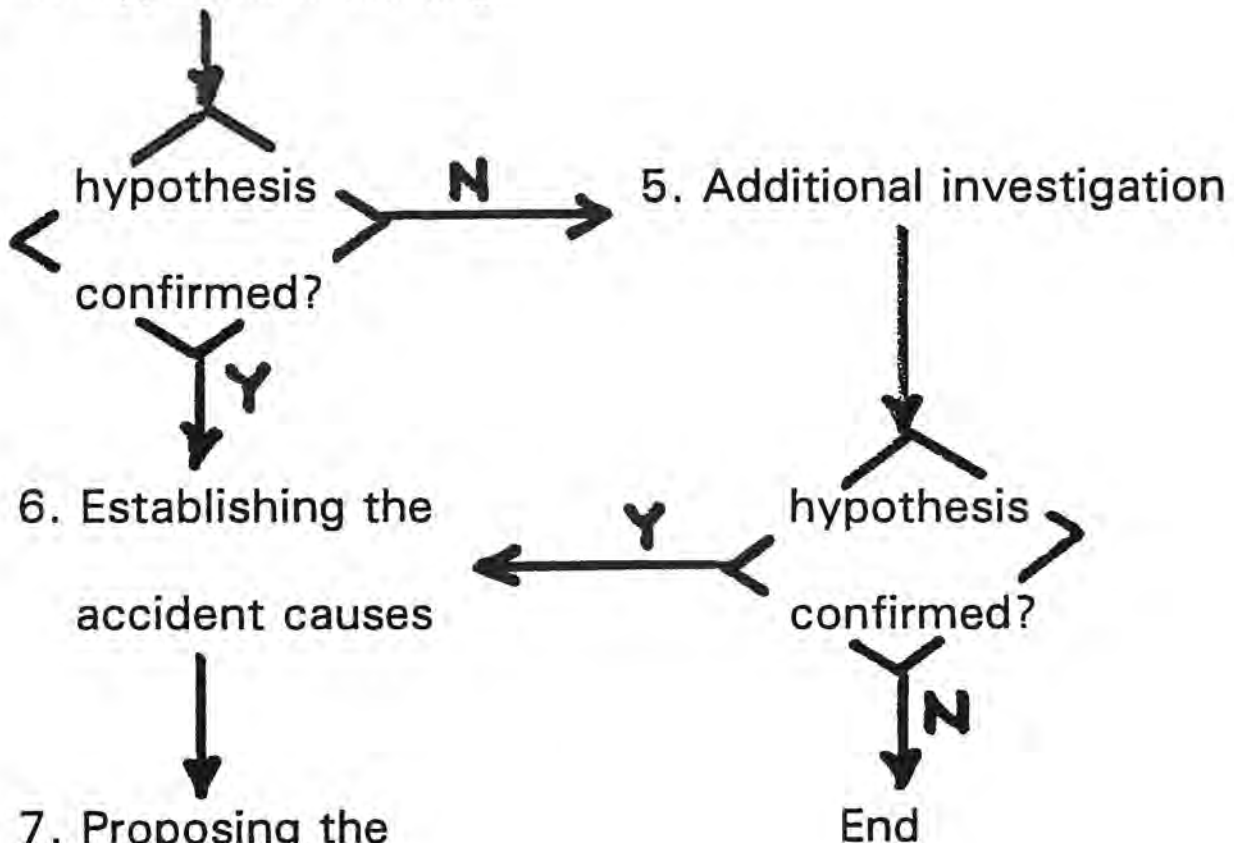 hypothesis
N
5. Additional investigation
confirmed?
Y
6. Establishing the
accident causes
Y
hypothesis
confirmed?
N
7. Proposing the
End